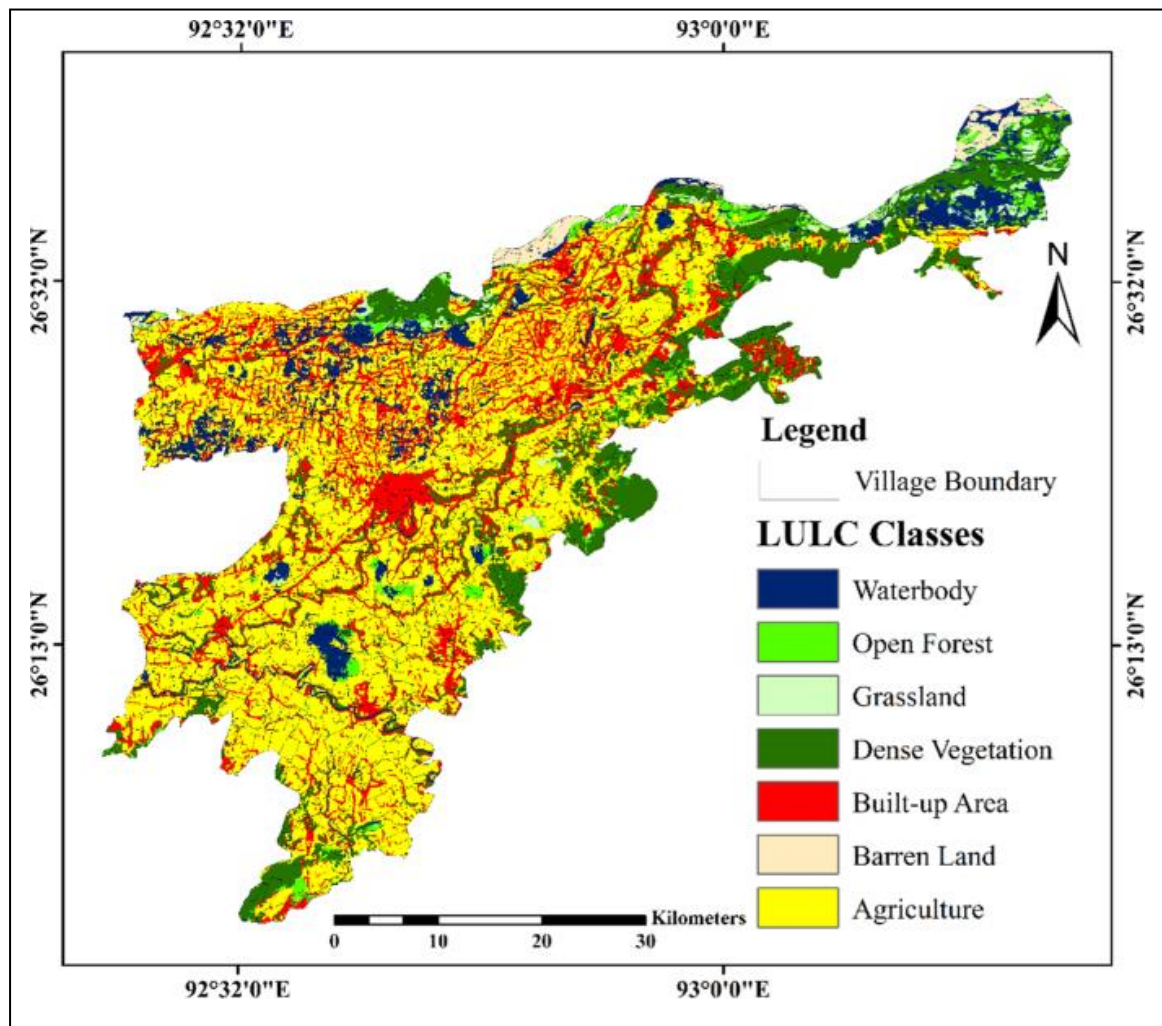 92°32'0"E
93°0'0"E
26°32'0"N
26°32'0"N
N
Legend
Village Boundary
LULC Classes
Waterbody
Open Forest
Grassland
Dense Vegetation
Built-up Area
Barren Land
Agriculture
26°13'0"N
26°13'0"N
Kilometers
0 10 20 30
92°32'0"E
93°0'0"E